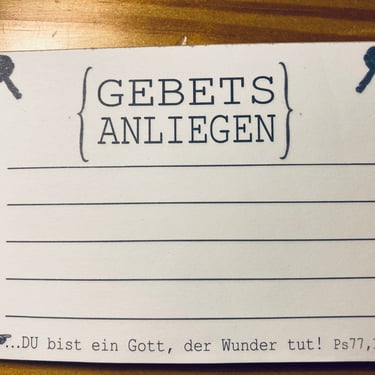 {GEBETS
ANLIEGEN}
...DU bist ein Gott, der Wunder tut! Ps77,